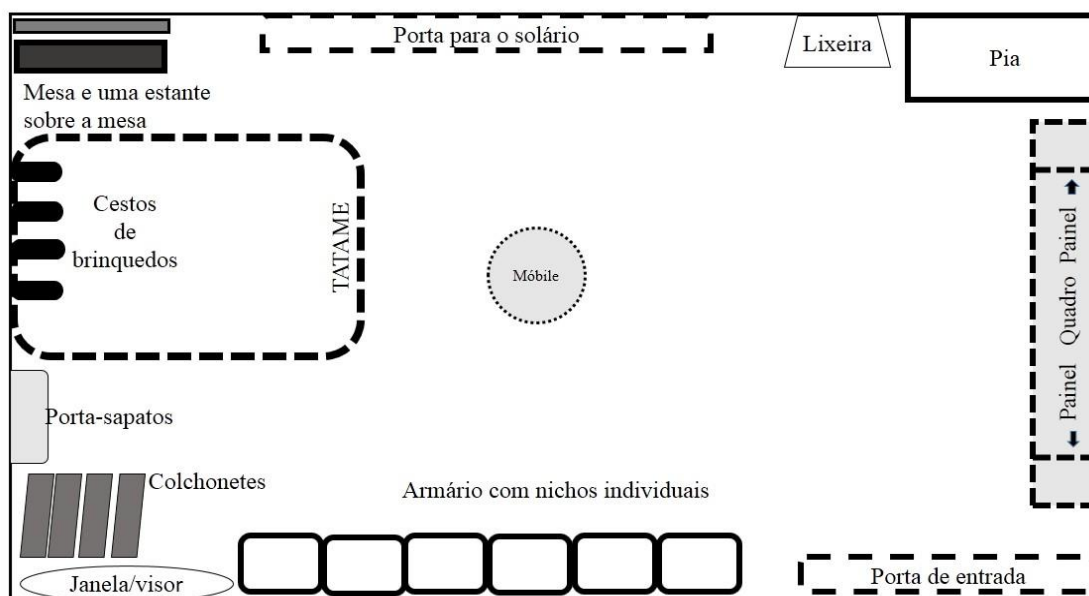 Porta para o solário
Lixeira
Pia
Mesa e uma estante
sobre a mesa
Cestos
de
brinquedos
TATAME
Móbile
Painel Quadro Painel
Porta-sapatos
Colchonetes
Armário com nichos individuais
Janela/visor
Porta de entrada